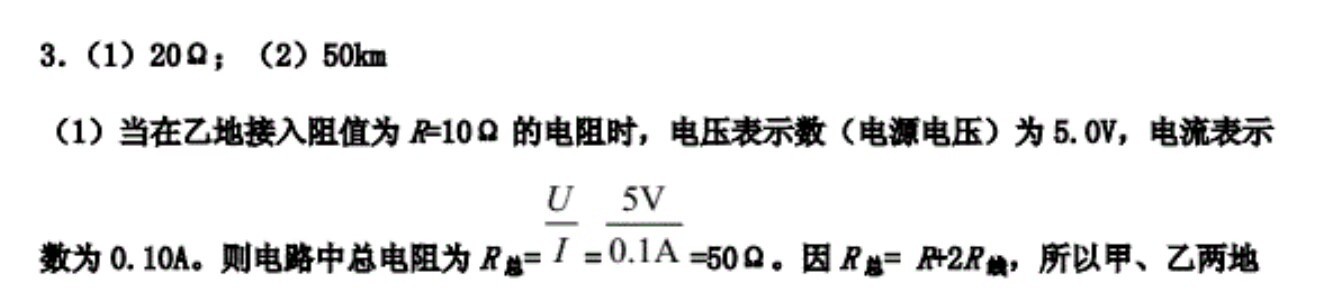 3.（1）20Ω；（2）50km
（1）当在乙地接入阻值为 R=10Ω 的电阻时，电压表示数（电源电压）为 5.0V，电流表示
数为 0.10A。则电路中总电阻为 R总= U/I = 5V/0.1A =50Ω。因 R总= R+2R线，所以甲、乙两地